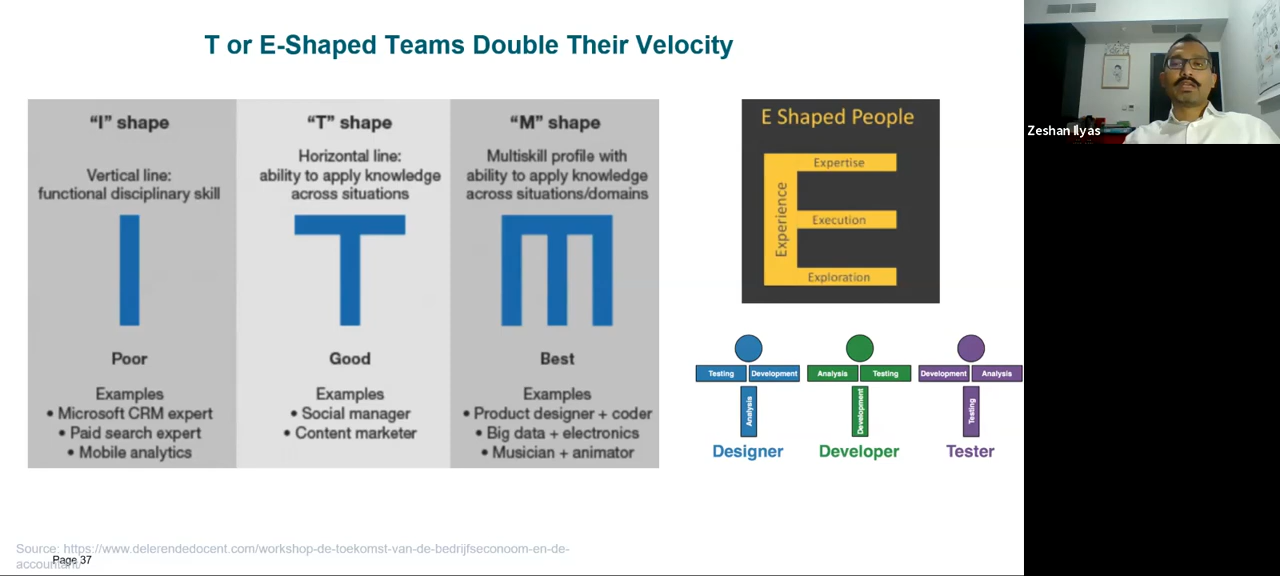 T or E-Shaped Teams Double Their Velocity
"I" shape
Vertical line:
functional disciplinary skill
Poor
Examples
• Microsoft CRM expert
• Paid search expert
• Mobile analytics
"T" shape
Horizontal line:
ability to apply knowledge
across situations
Good
Examples
• Social manager
• Content marketer
"M" shape
Multiskill profile with
ability to apply knowledge
across situations/domains
Best
Examples
• Product designer + coder
• Big data + electronics
• Musician + animator
E Shaped People
Experience
Expertise
Execution
Exploration
Testing Development
Analysis
Designer
Analysis Testing
Development
Developer
Development Analysis
Testing
Tester
Zeshan Ilyas
Source: https://www.delerendedocent.com/workshop-de-toekomst-van-de-bedrijfseconoom-en-de-
accountant/
Page 37